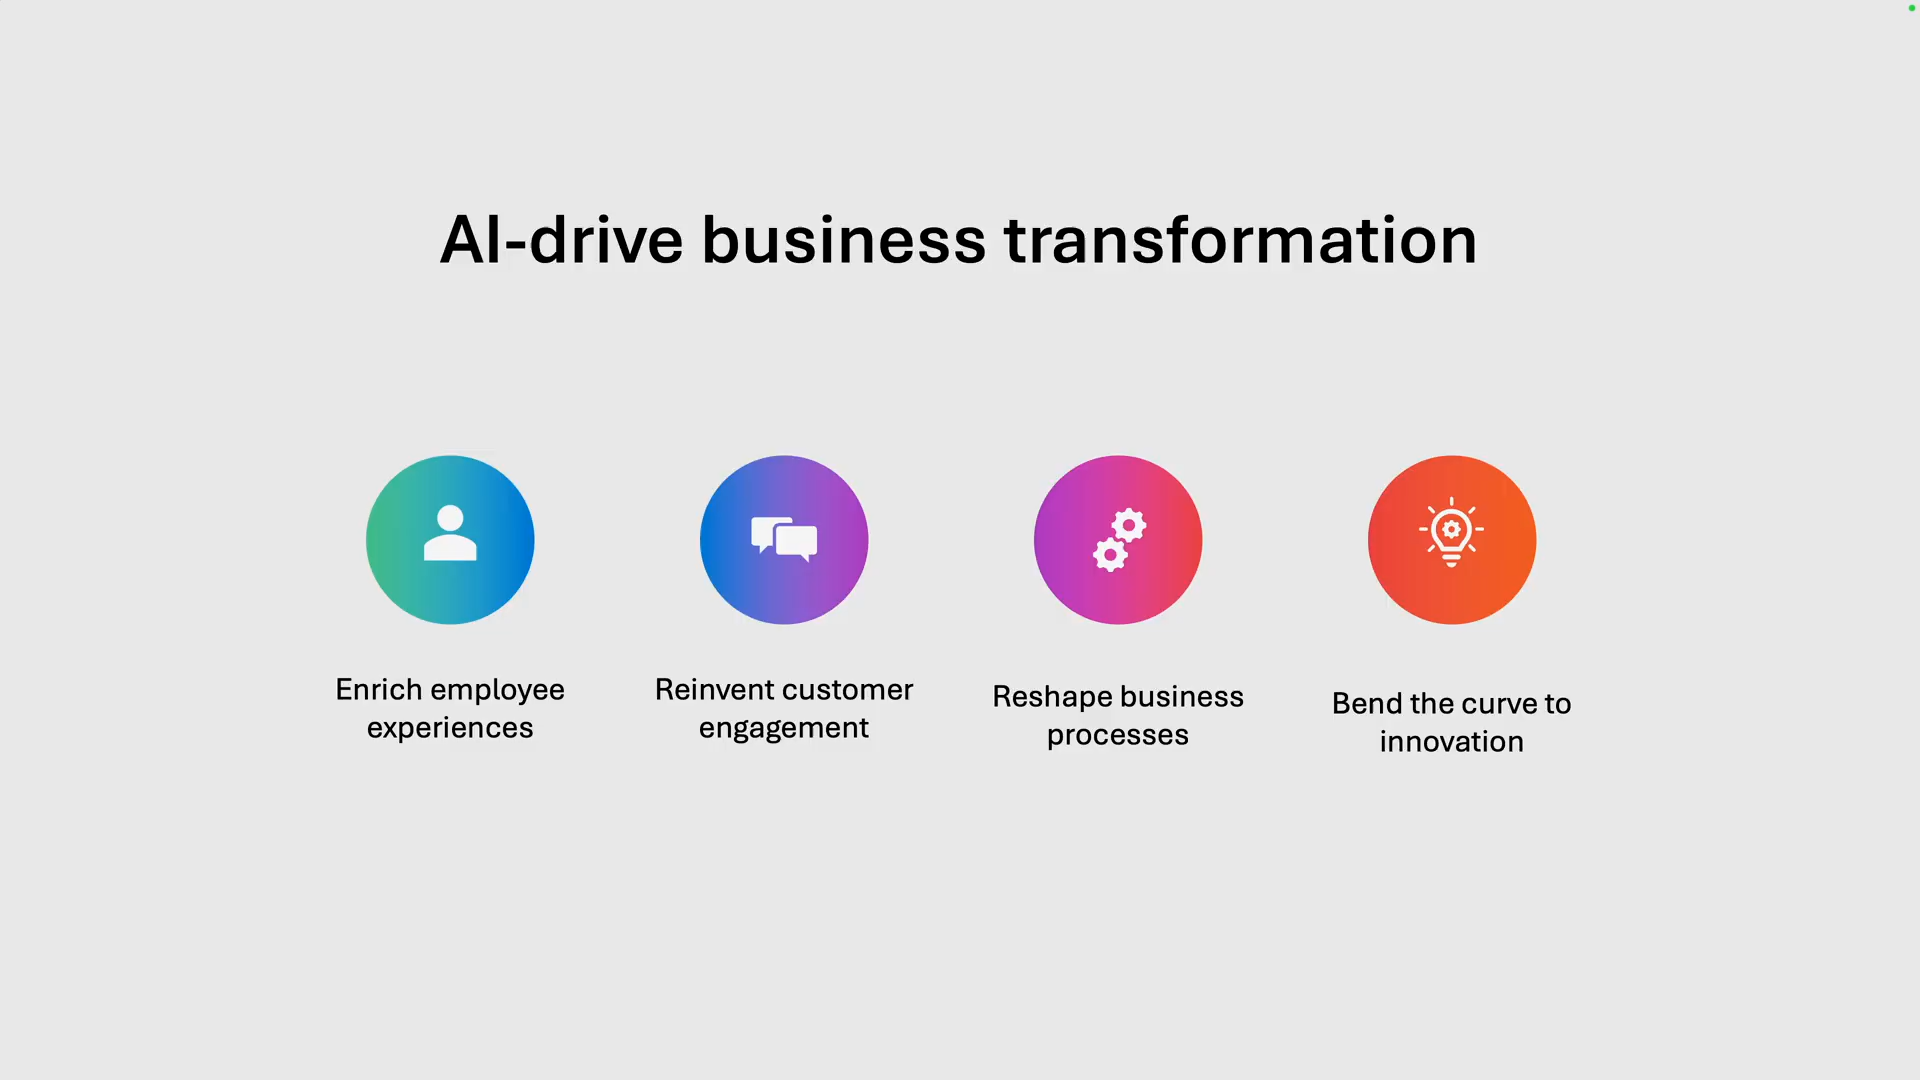 AI-drive business transformation
Enrich employee
experiences
Reinvent customer
engagement
Reshape business
processes
Bend the curve to
innovation